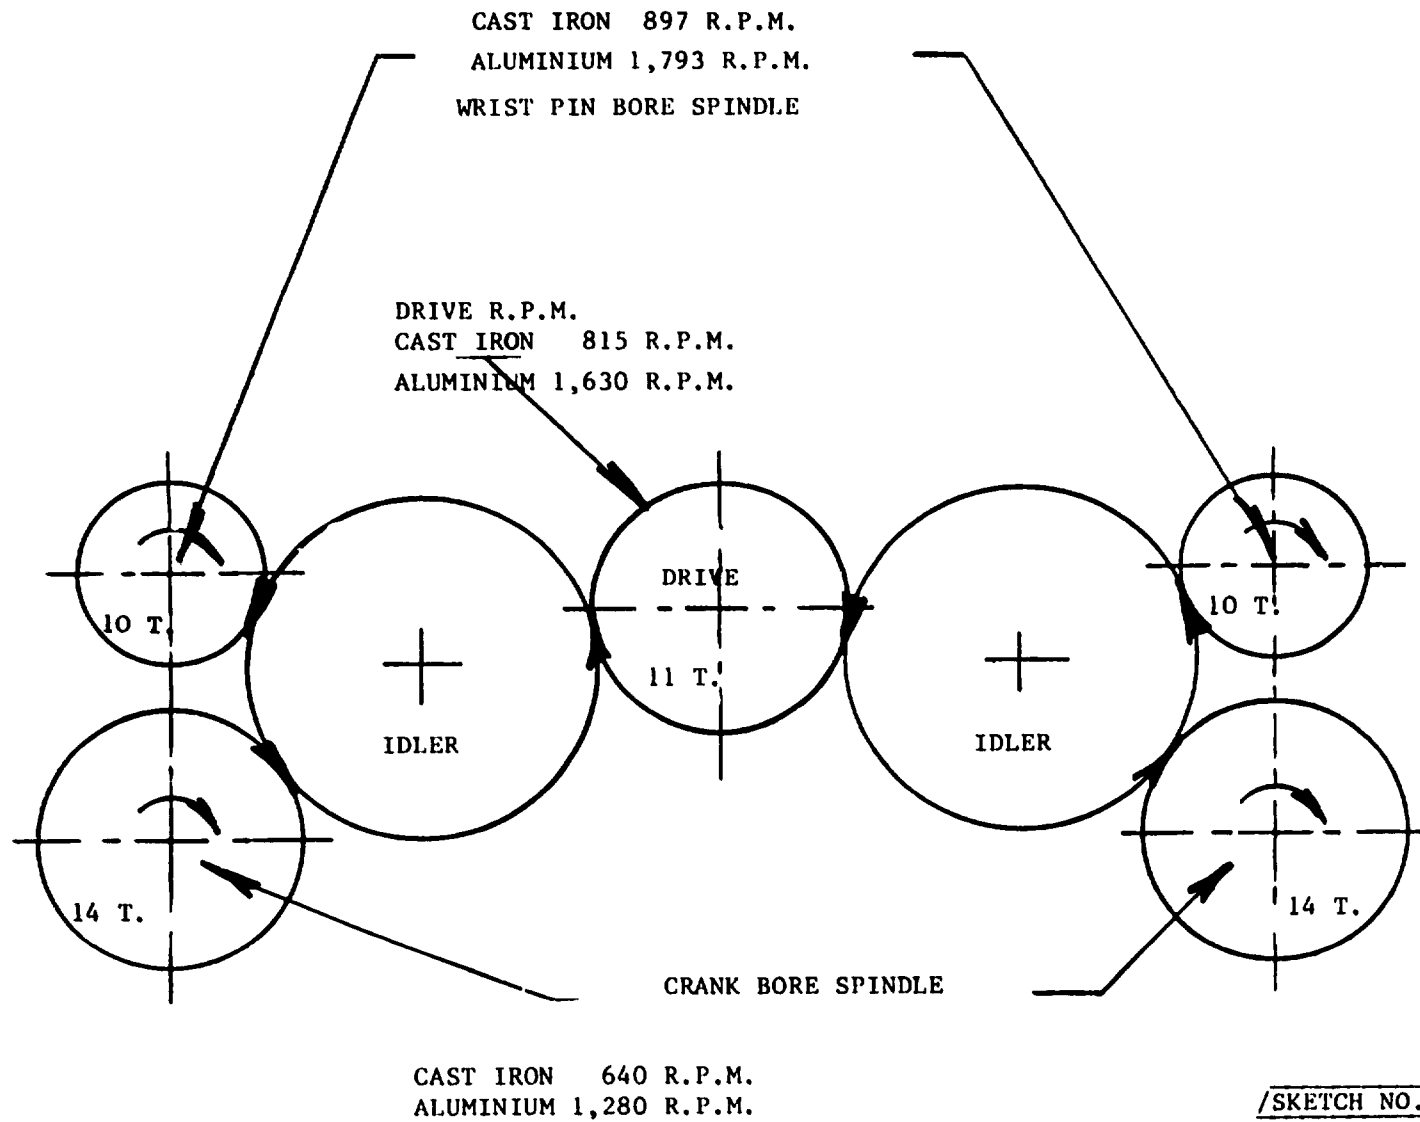 CAST IRON 897 R.P.M.
ALUMINIUM 1,793 R.P.M.
WRIST PIN BORE SPINDLE
DRIVE R.P.M.
CAST IRON 815 R.P.M.
ALUMINIUM 1,630 R.P.M.
DRIVE
10 T.
10 T.
11 T.
IDLER
IDLER
14 T.
14 T.
CRANK BORE SPINDLE
CAST IRON 640 R.P.M.
ALUMINIUM 1,280 R.P.M.
/SKETCH NO.